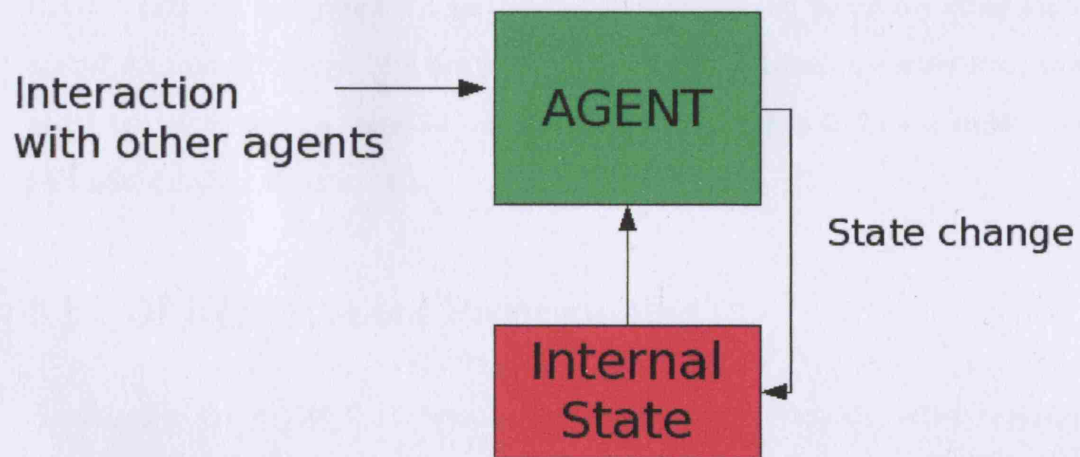 Interaction
with other agents
AGENT
State change
Internal
State